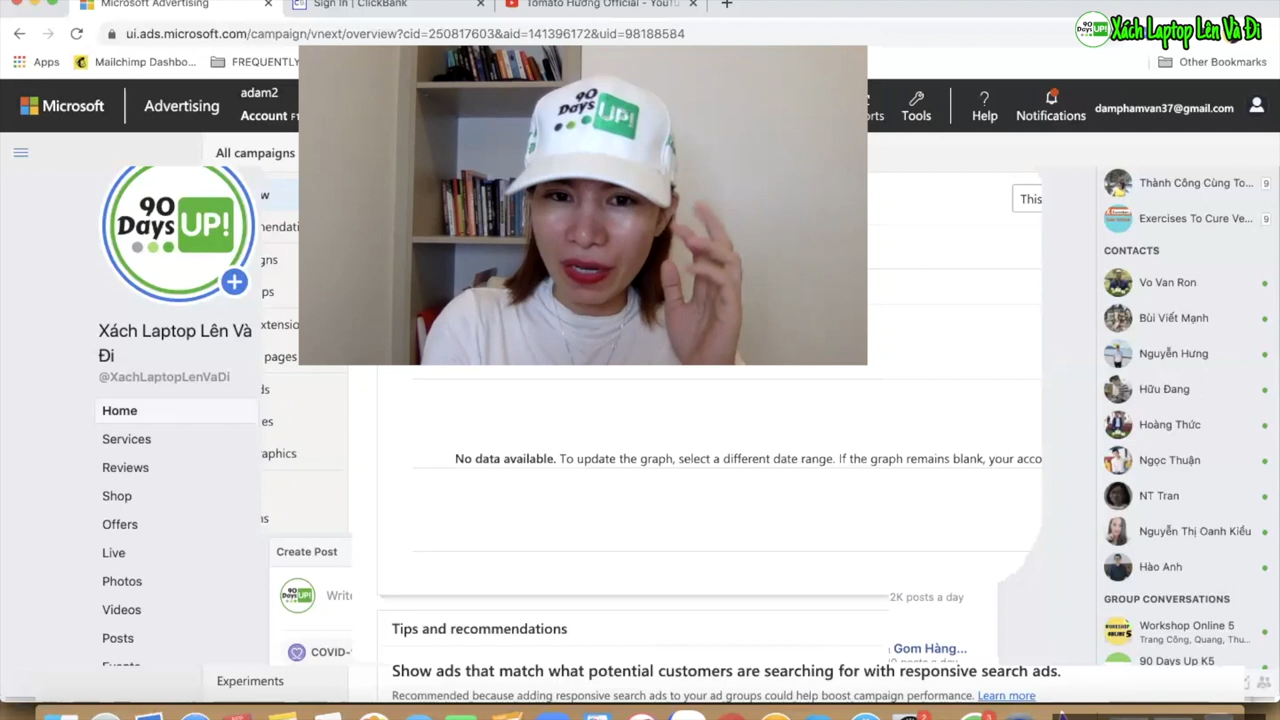 Microsoft Advertising
Sign In | ClickBank
Tomato Hương Official - YouTu
ui.ads.microsoft.com/campaign/vnext/overview?cid=250817603&aid=141396172&uid=98188584
Xách Laptop Lên Và Đi
Apps
Mailchimp Dashbo...
FREQUENTLY
Other Bookmarks
Microsoft
Advertising
adam2
Account
Tools
Help
Notifications
damphamvan37@gmail.com
All campaigns
This
90
Days UP!
90
Days UP!
Xách Laptop Lên Và
Đi
@XachLaptopLenVaDi
Home
Services
Reviews
Shop
Offers
Live
Photos
Videos
Posts
Experiments
Create Post
Write
COVID-
No data available. To update the graph, select a different date range. If the graph remains blank, your acco
2K posts a day
Tips and recommendations
Gom Hàng...
Show ads that match what potential customers are searching for with responsive search ads.
Recommended because adding responsive search ads to your ad groups could help boost campaign performance. Learn more
Thành Công Cùng To...
9
Exercises To Cure Ve...
9
CONTACTS
Vo Van Ron
Bùi Viết Mạnh
Nguyễn Hưng
Hữu Đang
Hoàng Thức
Ngọc Thuận
NT Tran
Nguyễn Thị Oanh Kiều
Hào Anh
GROUP CONVERSATIONS
Workshop Online 5
Trang Công, Quang, Thu...
90 Days Up K5